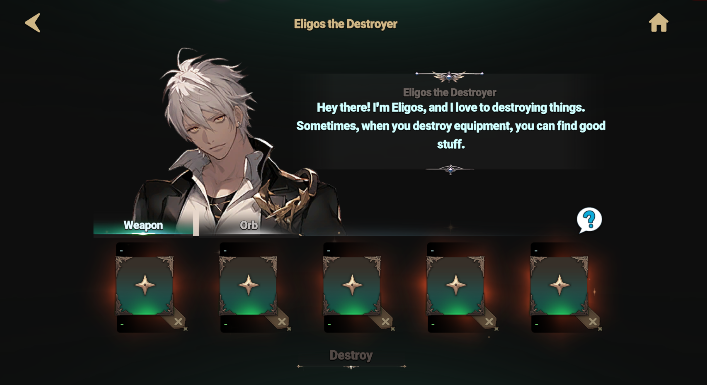 Eligos the Destroyer
Eligos the Destroyer
Hey there! I'm Eligos, and I love to destroying things.
Sometimes, when you destroy equipment, you can find good
stuff.
Weapon
Orb
?
- - - - -
- - - - -
Destroy